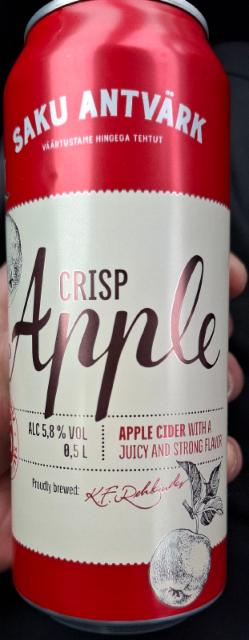 SAKU ANTVÄRK
VÄÄRTUSTAME HINGEGA TEHTUT
CRISP
Apple
ALC 5,8 % VOL
0,5 L
APPLE CIDER WITH A
JUICY AND STRONG FLAVOR
Proudly brewed: